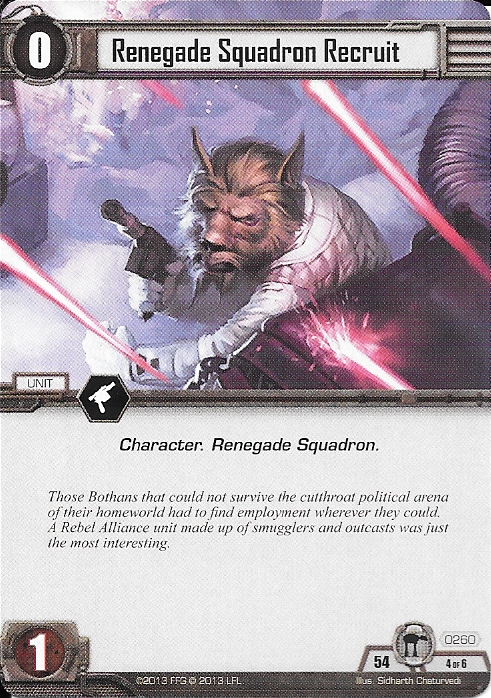 0
Renegade Squadron Recruit
UNIT
Character. Renegade Squadron.
Those Bothans that could not survive the cutthroat political arena
of their homeworld had to find employment wherever they could.
A Rebel Alliance unit made up of smugglers and outcasts was just
the most interesting.
1
54
0260
4 OF 6
©2013 FFG © 2013 LFL
Illus. Sidharth Chaturvedi